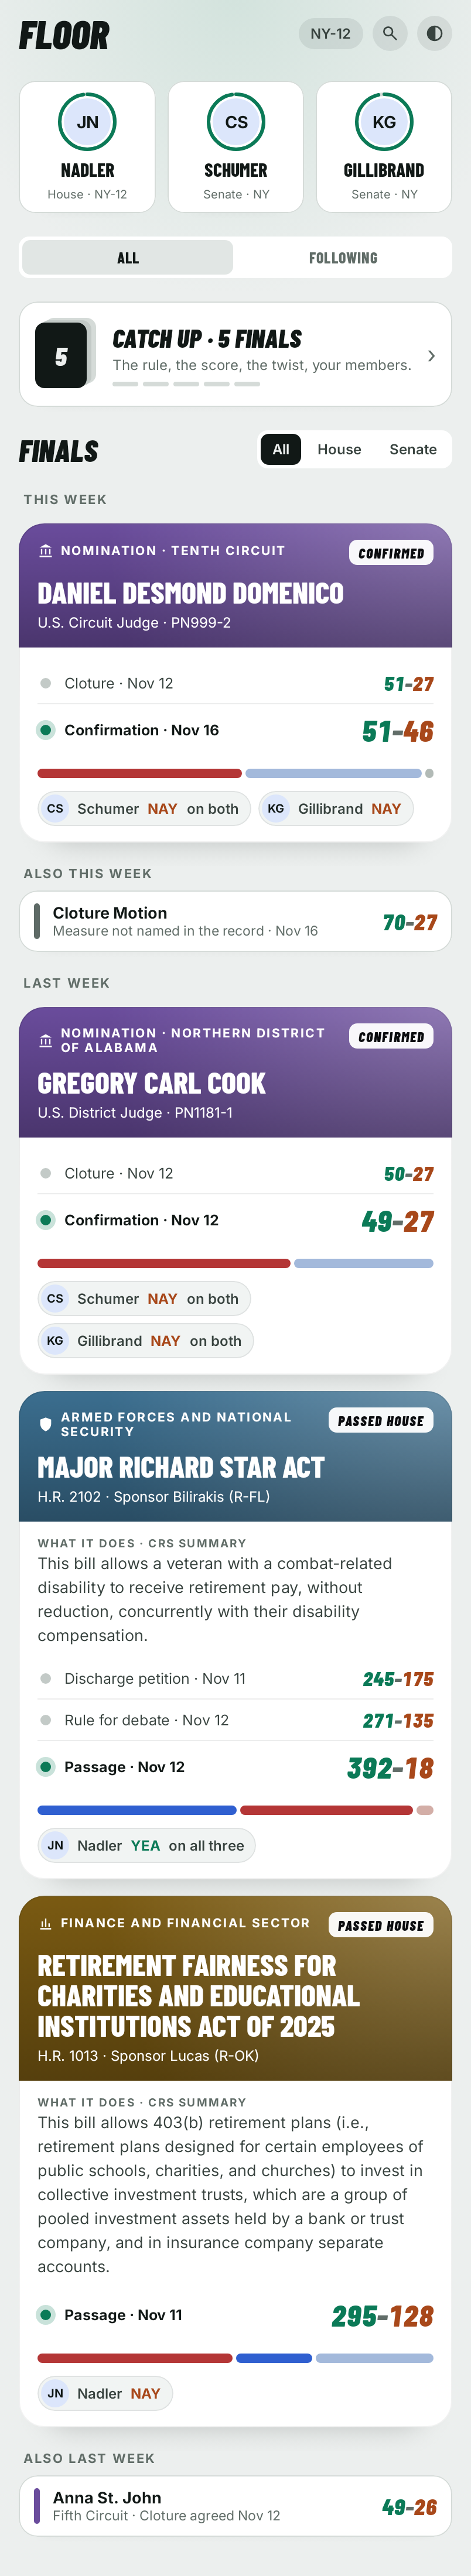 FLOOR
NY-12
JN
NADLER
House · NY-12
CS
SCHUMER
Senate · NY
KG
GILLIBRAND
Senate · NY
ALL
FOLLOWING
5
CATCH UP · 5 FINALS
The rule, the score, the twist, your members.
FINALS
All
House
Senate
THIS WEEK
NOMINATION · TENTH CIRCUIT
CONFIRMED
DANIEL DESMOND DOMENICO
U.S. Circuit Judge · PN999-2
Cloture · Nov 12
51-27
Confirmation · Nov 16
51-46
CS Schumer NAY on both
KG Gillibrand NAY
ALSO THIS WEEK
Cloture Motion
Measure not named in the record · Nov 16
70-27
LAST WEEK
NOMINATION · NORTHERN DISTRICT
OF ALABAMA
CONFIRMED
GREGORY CARL COOK
U.S. District Judge · PN1181-1
Cloture · Nov 12
50-27
Confirmation · Nov 12
49-27
CS Schumer NAY on both
KG Gillibrand NAY on both
ARMED FORCES AND NATIONAL
SECURITY
PASSED HOUSE
MAJOR RICHARD STAR ACT
H.R. 2102 · Sponsor Bilirakis (R-FL)
WHAT IT DOES · CRS SUMMARY
This bill allows a veteran with a combat-related
disability to receive retirement pay, without
reduction, concurrently with their disability
compensation.
Discharge petition · Nov 11
245-175
Rule for debate · Nov 12
271-135
Passage · Nov 12
392-18
JN Nadler YEA on all three
FINANCE AND FINANCIAL SECTOR
PASSED HOUSE
RETIREMENT FAIRNESS FOR
CHARITIES AND EDUCATIONAL
INSTITUTIONS ACT OF 2025
H.R. 1013 · Sponsor Lucas (R-OK)
WHAT IT DOES · CRS SUMMARY
This bill allows 403(b) retirement plans (i.e.,
retirement plans designed for certain employees of
public schools, charities, and churches) to invest in
collective investment trusts, which are a group of
pooled investment assets held by a bank or trust
company, and in insurance company separate
accounts.
Passage · Nov 11
295-128
JN Nadler NAY
ALSO LAST WEEK
Anna St. John
Fifth Circuit · Cloture agreed Nov 12
49-26